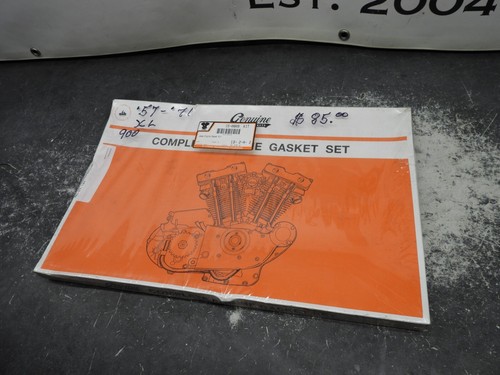 EST. 2004
'57-'71
XL
900
Genuine
$ 85.00
COMPL E GASKET SET